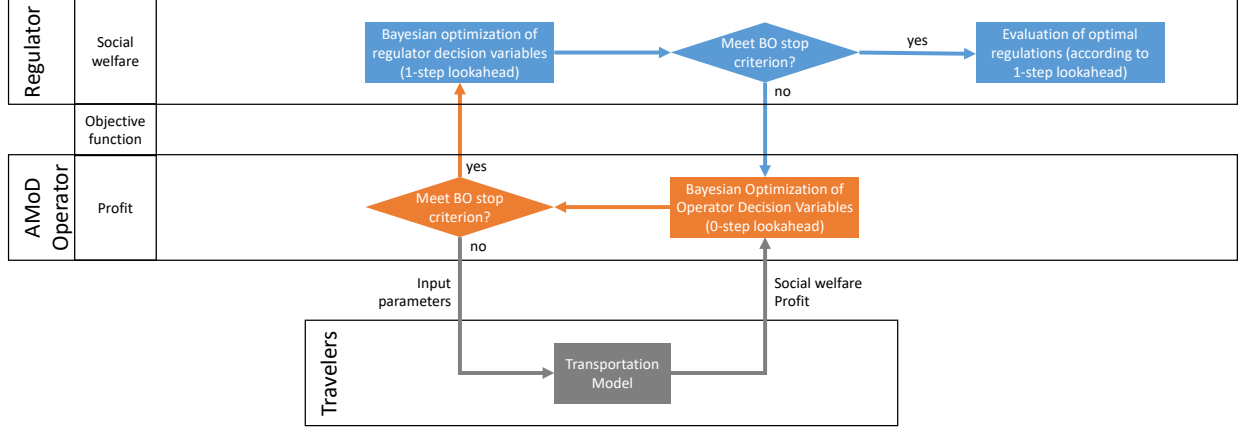 Regulator
Social
welfare
Bayesian optimization of
regulator decision variables
(1-step lookahead)
Meet BO stop
criterion?
yes
no
Evaluation of optimal
regulations (according to
1-step lookahead)
Objective
function
AMoD
Operator
Profit
yes
Meet BO stop
criterion?
no
Bayesian Optimization of
Operator Decision Variables
(0-step lookahead)
Input
parameters
Social welfare
Profit
Travelers
Transportation
Model